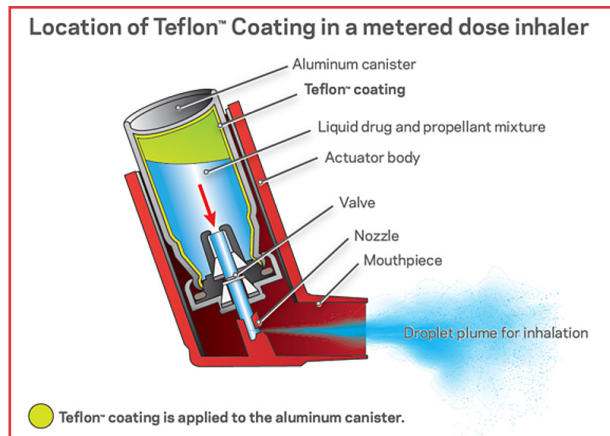 Location of Teflon™ Coating in a metered dose inhaler
Aluminum canister
Teflon™ coating
Liquid drug and propellant mixture
Actuator body
Valve
Nozzle
Mouthpiece
Droplet plume for inhalation
Teflon™ coating is applied to the aluminum canister.